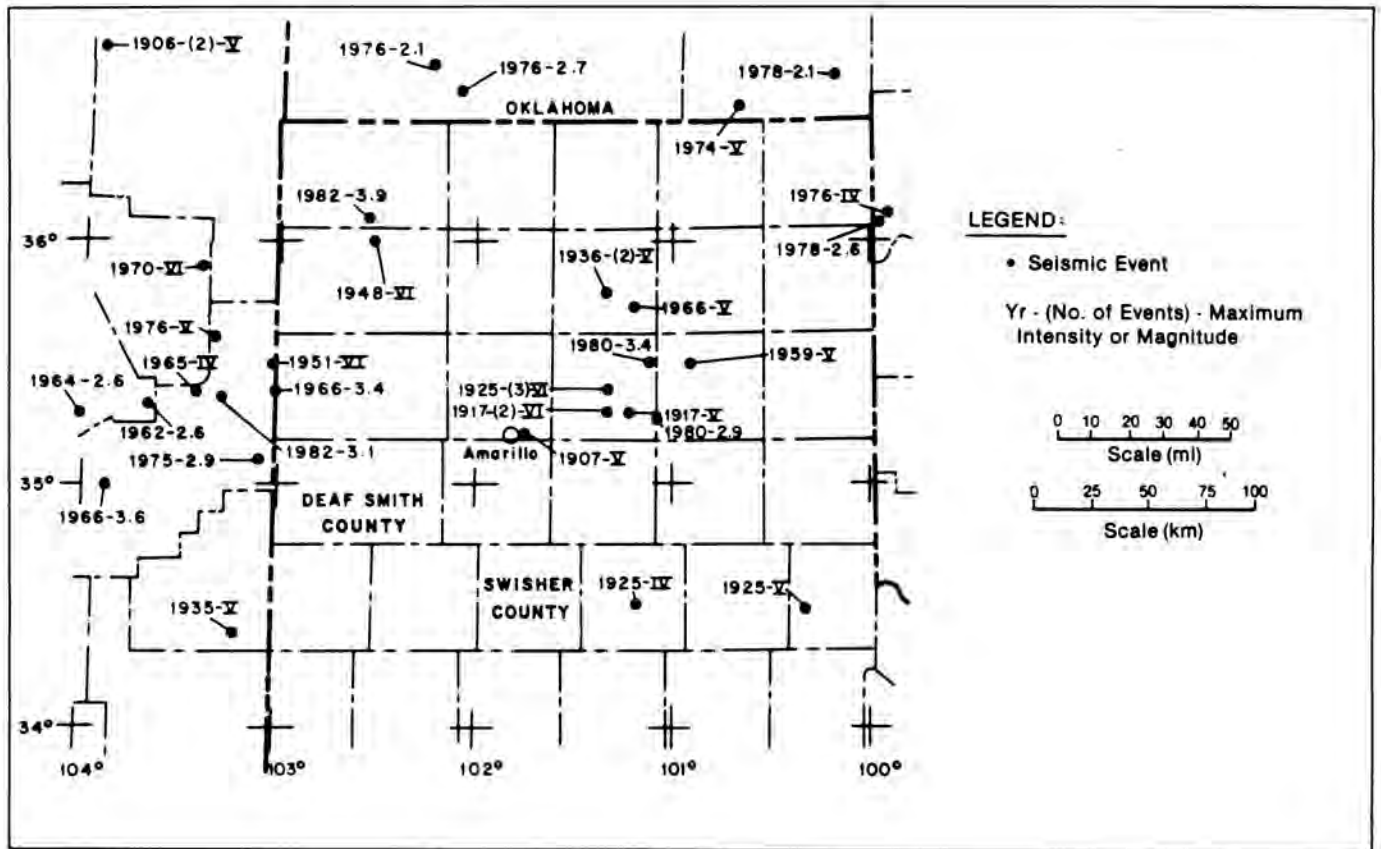 1906-(2)-V
1976-2.1
1976-2.7
1978-2.1
OKLAHOMA
1974-V
1982-3.9
1976-IV
36°
1978-2.6
1970-VI
1936-(2)-V
1948-VI
1966-V
1976-V
1980-3.4
1965-IV
1951-VI
1959-V
1964-2.6
1966-3.4
1925-(3)VI
1917-(2)-VI
1917-V
1962-2.6
1980-2.9
1982-3.1
Amarillo
1907-V
1975-2.9
35°
DEAF SMITH
COUNTY
1966-3.6
SWISHER
COUNTY
1925-IV
1925-V
1935-V
34°
104°
103°
102°
101°
100°
LEGEND:
• Seismic Event
Yr - (No. of Events) - Maximum
Intensity or Magnitude
0 10 20 30 40 50
Scale (mi)
0 25 50 75 100
Scale (km)